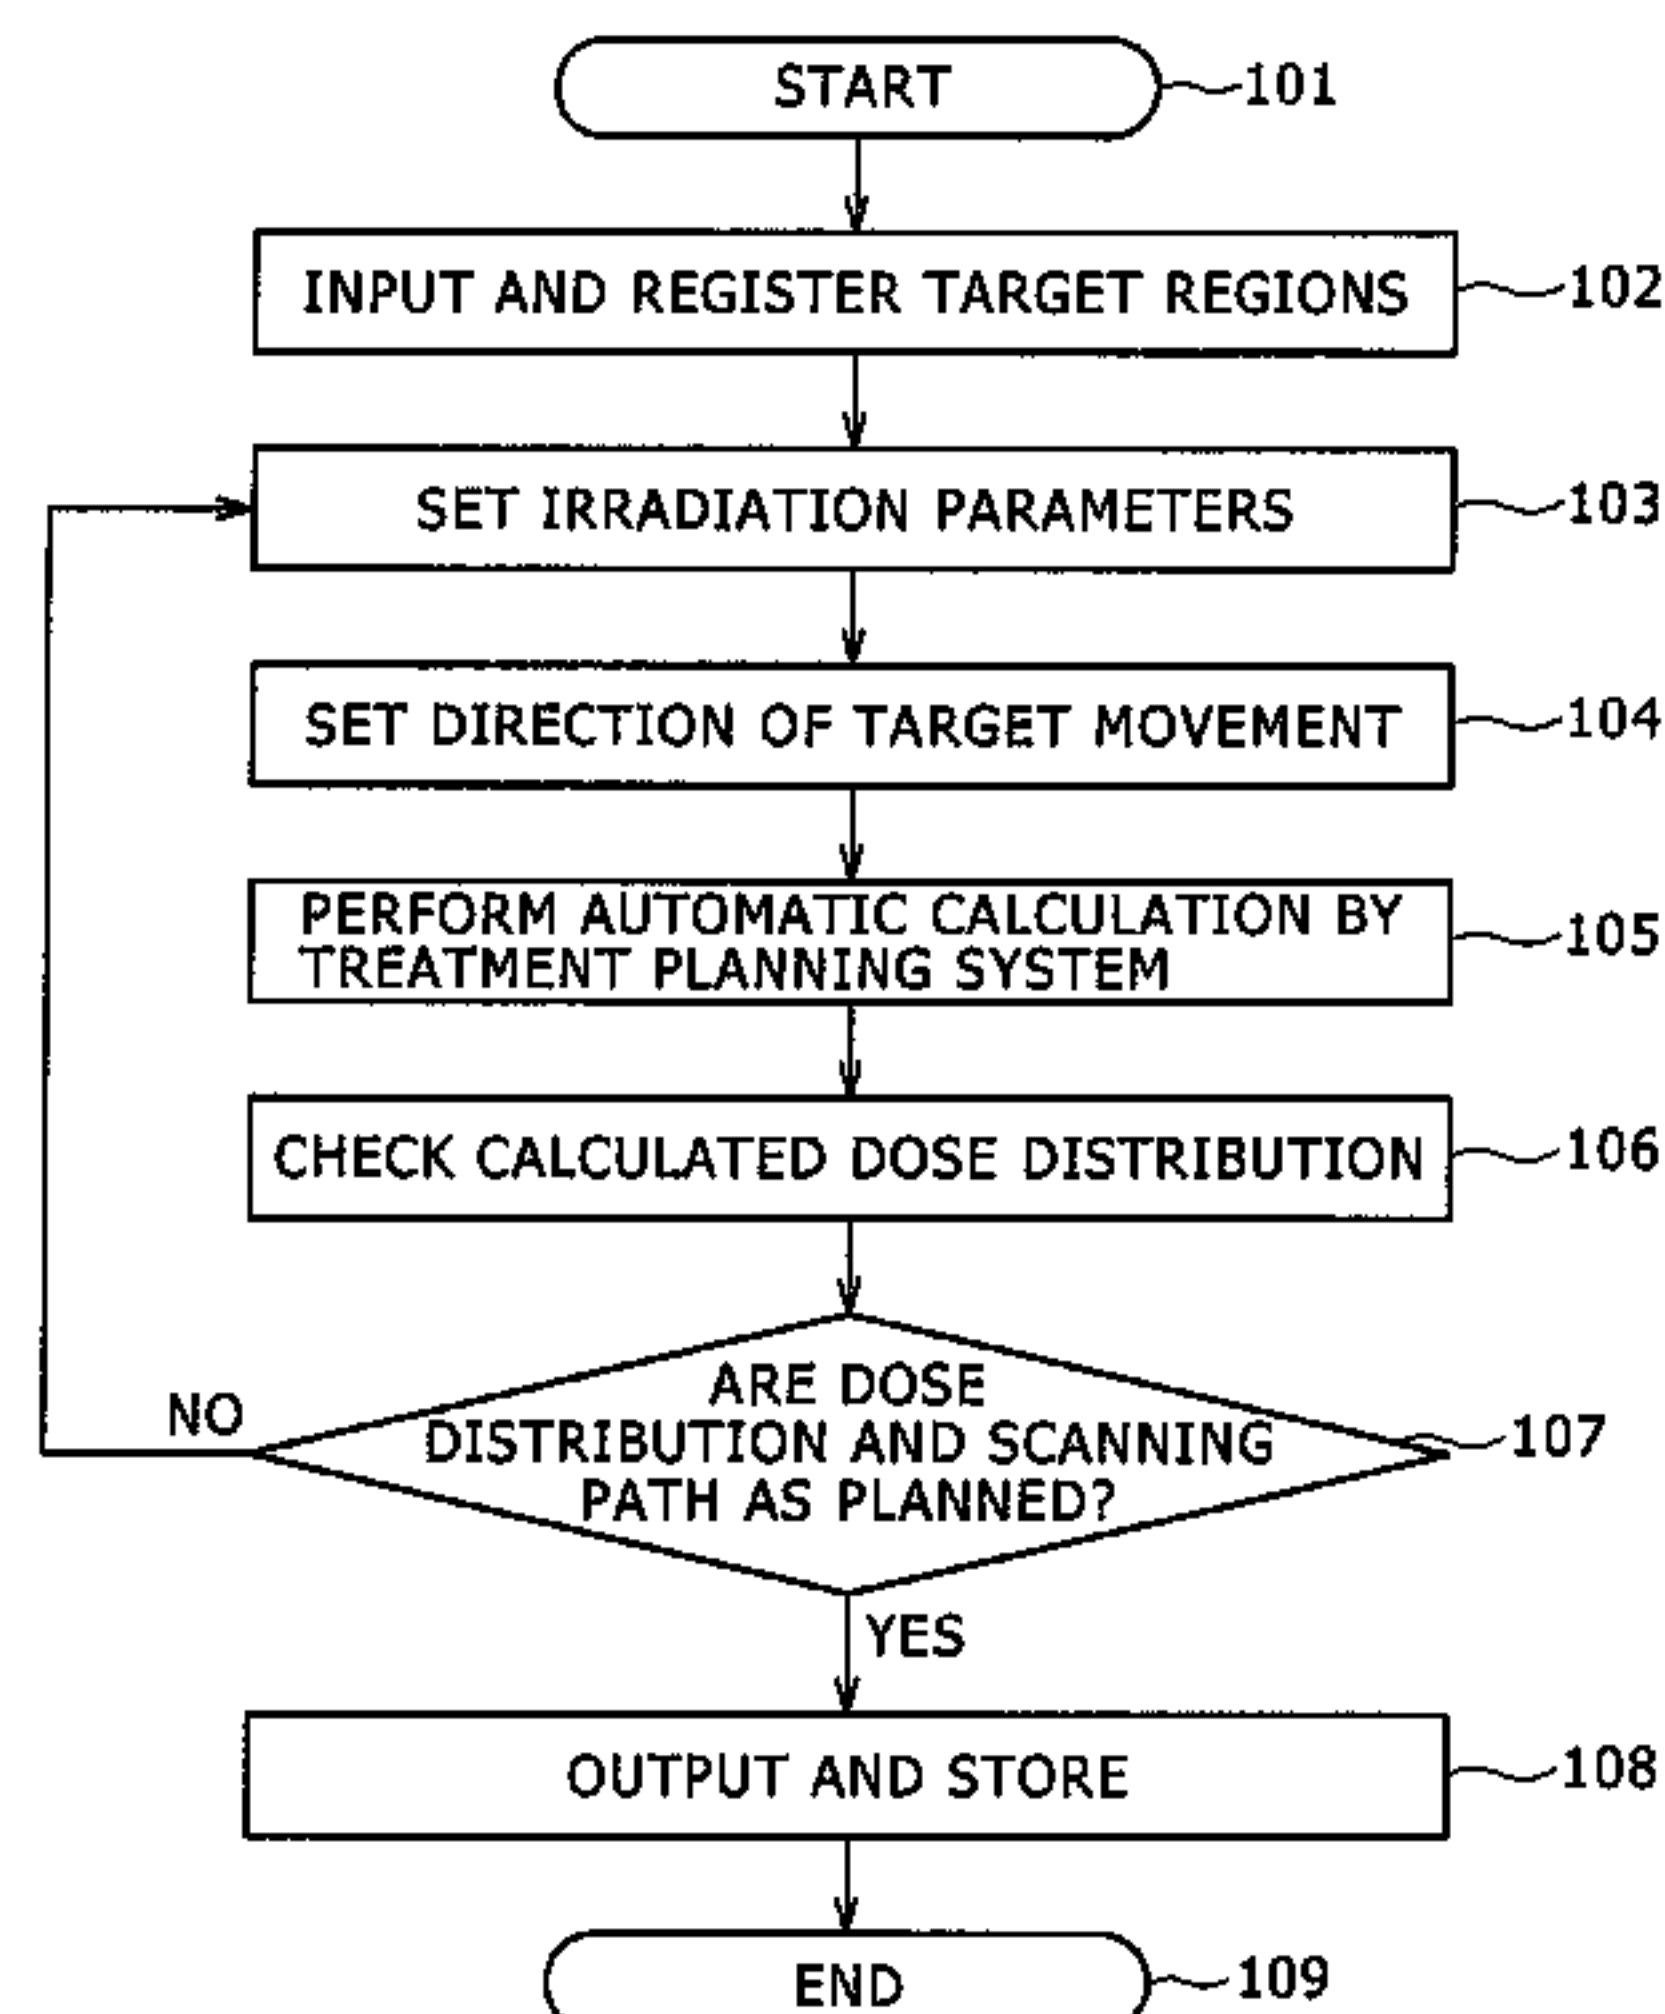 START
101
INPUT AND REGISTER TARGET REGIONS
102
SET IRRADIATION PARAMETERS
103
SET DIRECTION OF TARGET MOVEMENT
104
PERFORM AUTOMATIC CALCULATION BY
TREATMENT PLANNING SYSTEM
105
CHECK CALCULATED DOSE DISTRIBUTION
106
ARE DOSE
DISTRIBUTION AND SCANNING
PATH AS PLANNED?
107
NO
YES
OUTPUT AND STORE
108
END
109